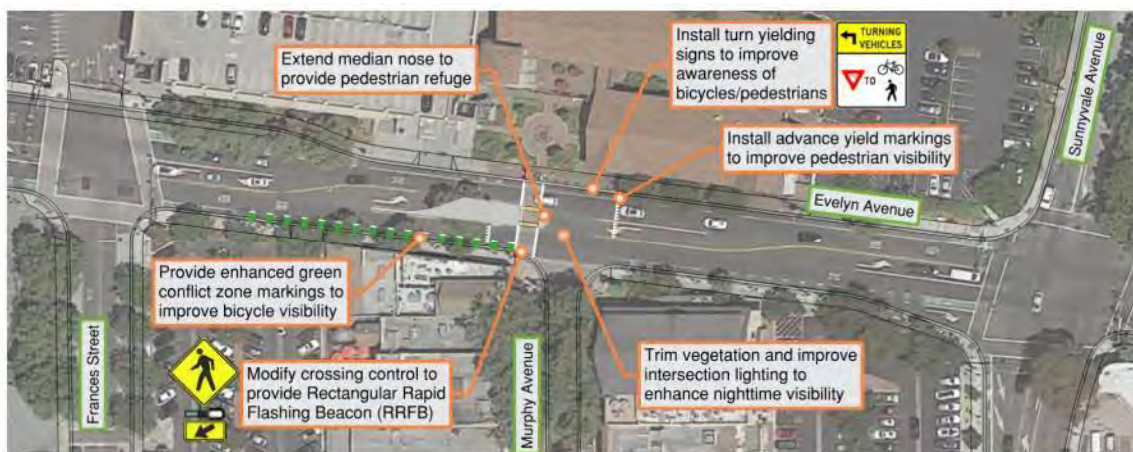 Extend median nose to
provide pedestrian refuge
Install turn yielding
signs to improve
awareness of
bicycles/pedestrians
TURNING
VEHICLES
TO
Install advance yield markings
to improve pedestrian visibility
Sunnyvale Avenue
Evelyn Avenue
Provide enhanced green
conflict zone markings to
improve bicycle visibility
Frances Street
Modify crossing control to
provide Rectangular Rapid
Flashing Beacon (RRFB)
Murphy Avenue
Trim vegetation and improve
intersection lighting to
enhance nighttime visibility